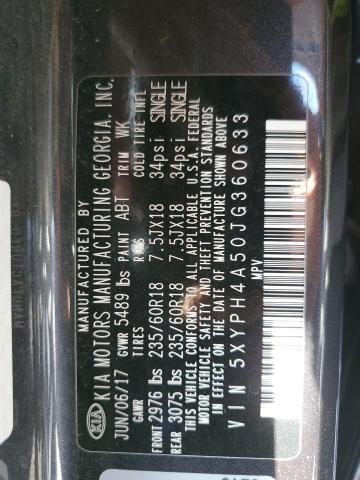 MANUFACTURED BY
KIA KIA MOTORS MANUFACTURING GEORGIA, INC.
JUN/06/17 GVWR 5489 lbs PAINT ABT TRIM WK
GAWR TIRES RIMS COLD TIRE INFL
FRONT 2976 lbs 235/60R18 7.5JX18 34psi SINGLE
REAR 3075 lbs 235/60R18 7.5JX18 34psi SINGLE
THIS VEHICLE CONFORMS TO ALL APPLICABLE U.S.A. FEDERAL
MOTOR VEHICLE SAFETY AND THEFT PREVENTION STANDARDS
IN EFFECT ON THE DATE OF MANUFACTURE SHOWN ABOVE
VIN 5XYPH4A50JG360633
MPV